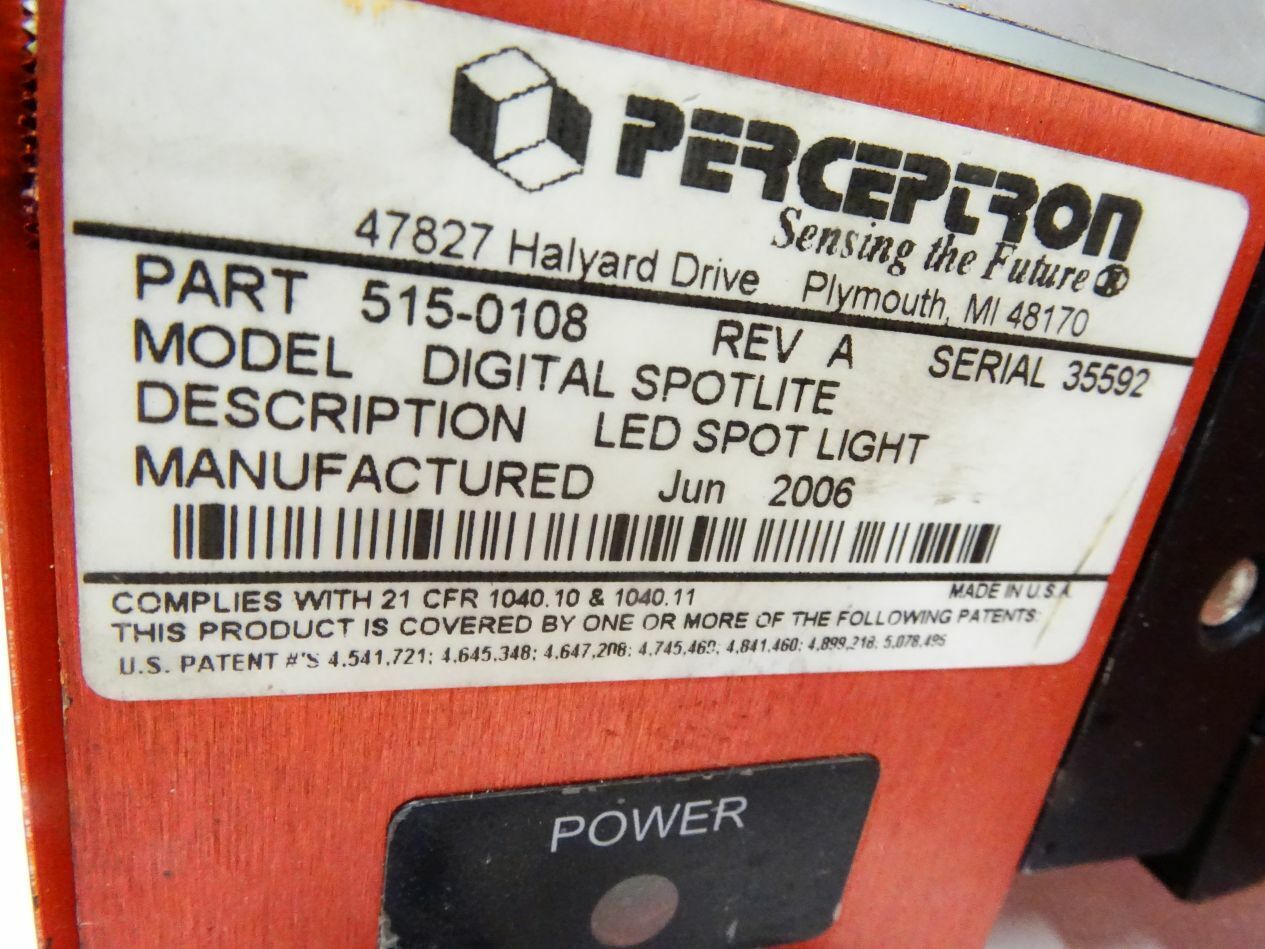 PERCEPTRON
Sensing the Future®
47827 Halyard Drive Plymouth, MI 48170
PART 515-0108 REV A SERIAL 35592
MODEL DIGITAL SPOTLITE
DESCRIPTION LED SPOT LIGHT
MANUFACTURED Jun 2006
COMPLIES WITH 21 CFR 1040.10 & 1040.11 MADE IN U.S.A.
THIS PRODUCT IS COVERED BY ONE OR MORE OF THE FOLLOWING PATENTS:
U.S. PATENT #'S 4,541,721; 4,645,348; 4,647,208; 4,745,469; 4,841,460; 4,899,218; 5,078,496
POWER